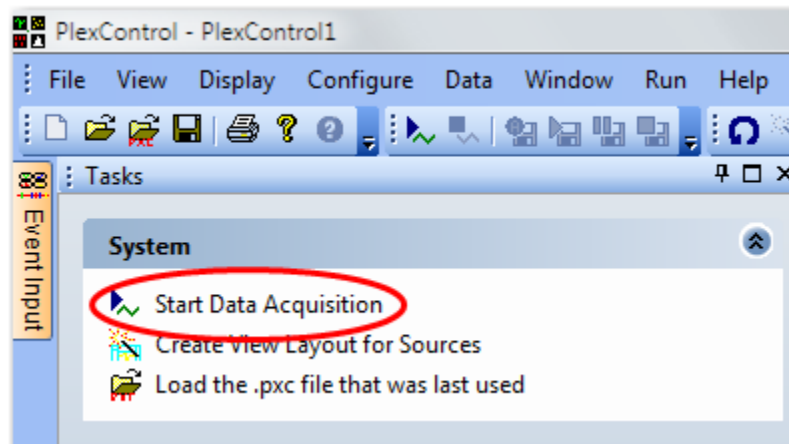 PlexControl - PlexControl1
File View Display Configure Data Window Run Help
PXC
Tasks
Event Input
System
Start Data Acquisition
Create View Layout for Sources
Load the .pxc file that was last used